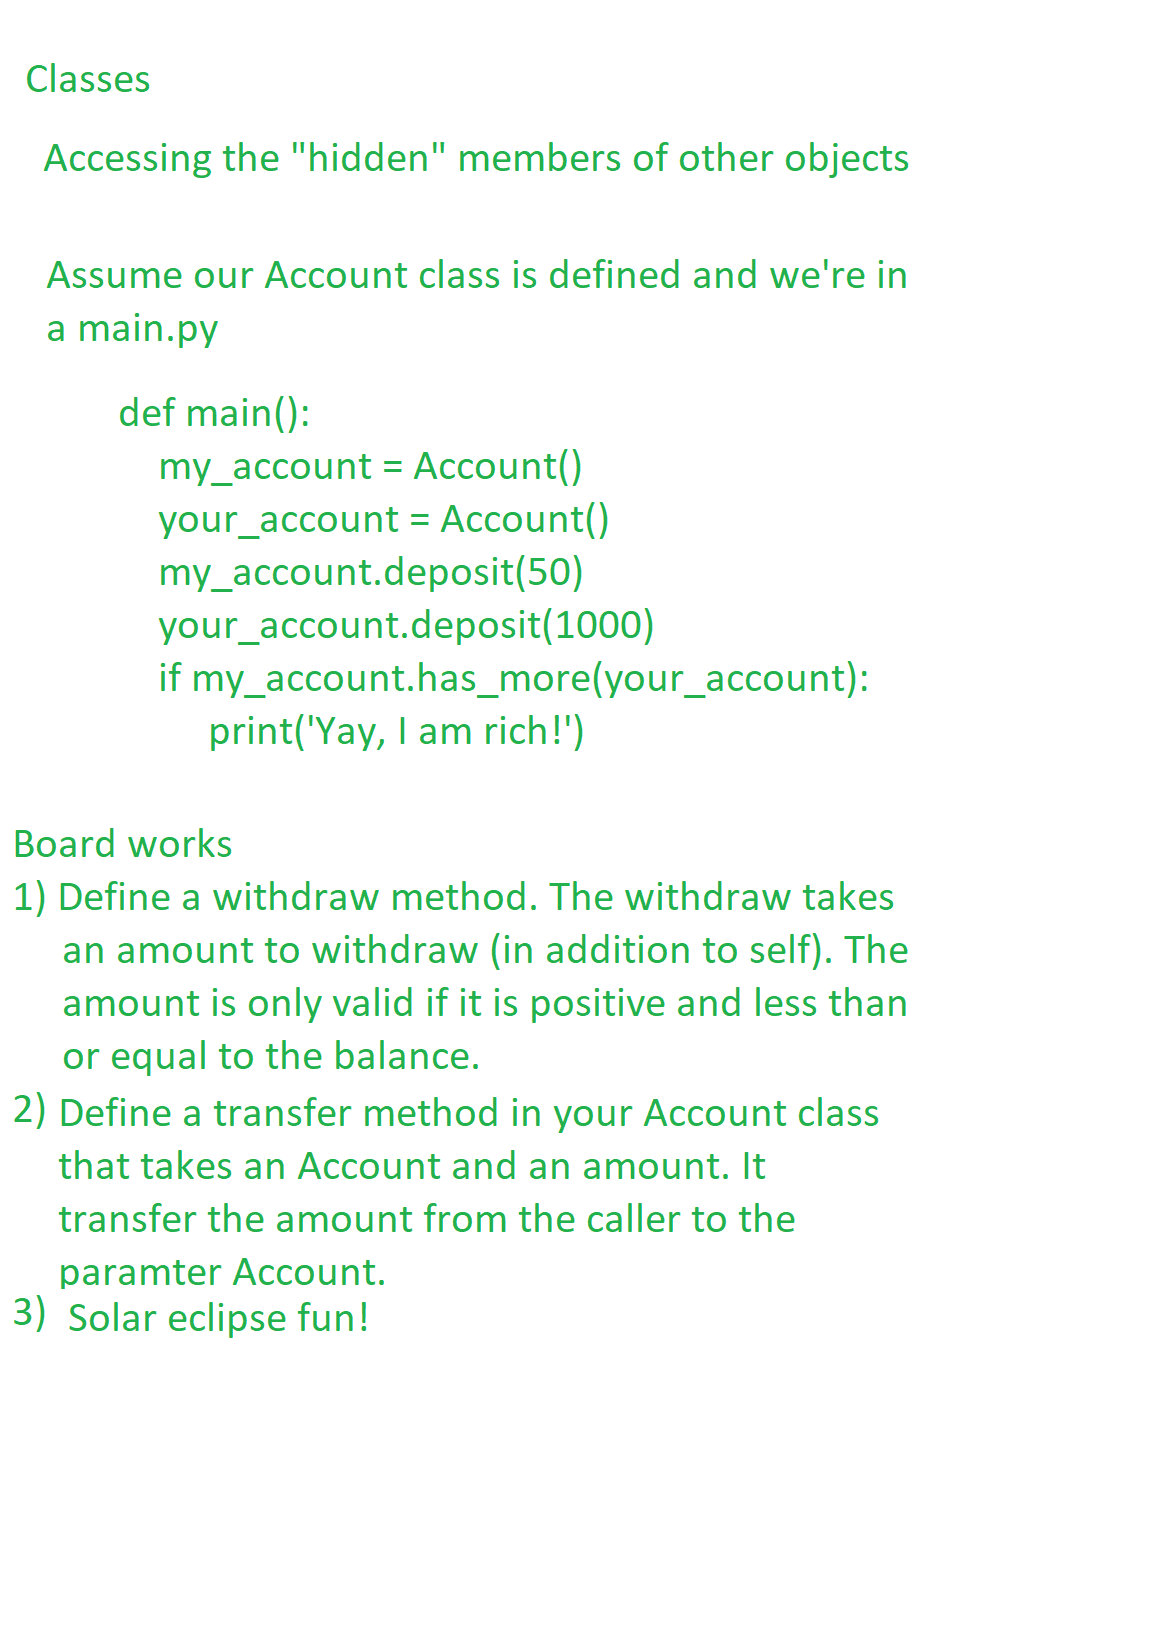 Classes
Accessing the "hidden" members of other objects
Assume our Account class is defined and we're in
a main.py
def main():
my_account = Account()
your_account = Account()
my_account.deposit(50)
your_account.deposit(1000)
if my_account.has_more(your_account):
print('Yay, I am rich!')
Board works
1) Define a withdraw method. The withdraw takes
an amount to withdraw (in addition to self). The
amount is only valid if it is positive and less than
or equal to the balance.
2) Define a transfer method in your Account class
that takes an Account and an amount. It
transfer the amount from the caller to the
paramter Account.
3) Solar eclipse fun!